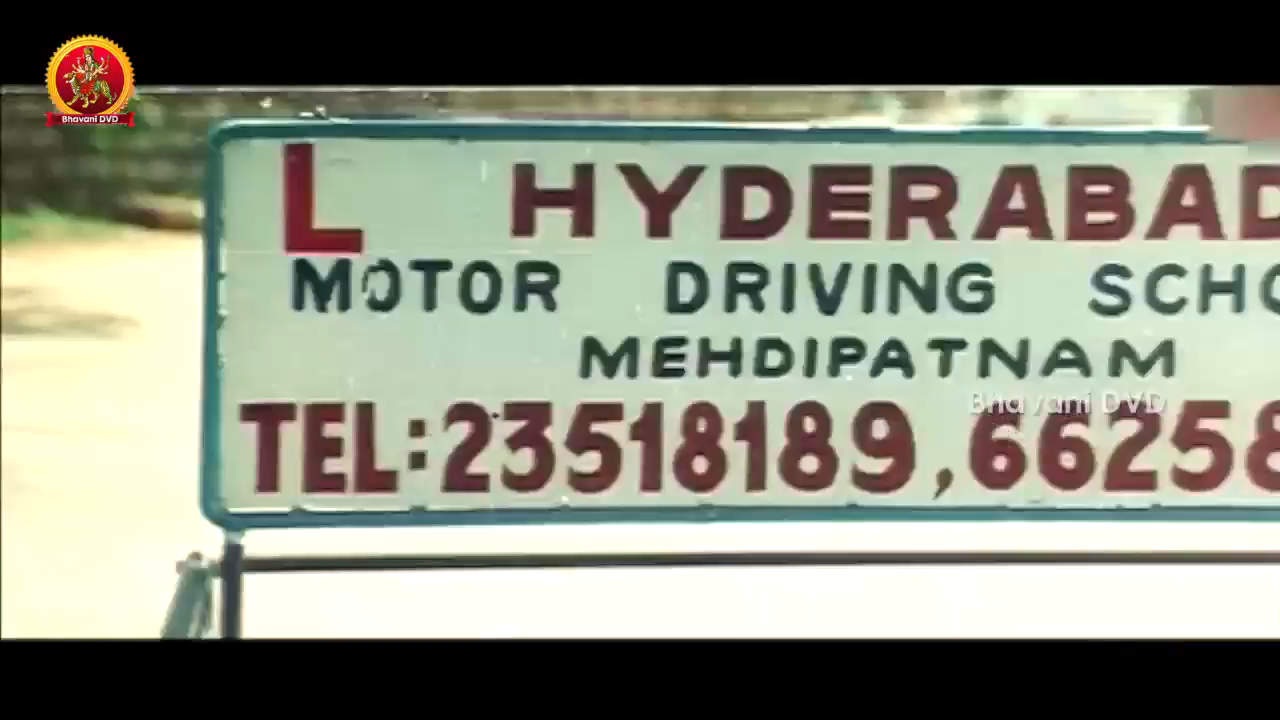 Bhavani DVD
L HYDERABAD
MOTOR DRIVING SCHO
MEHDIPATNAM
Bhavani DVD
TEL:23518189,66258